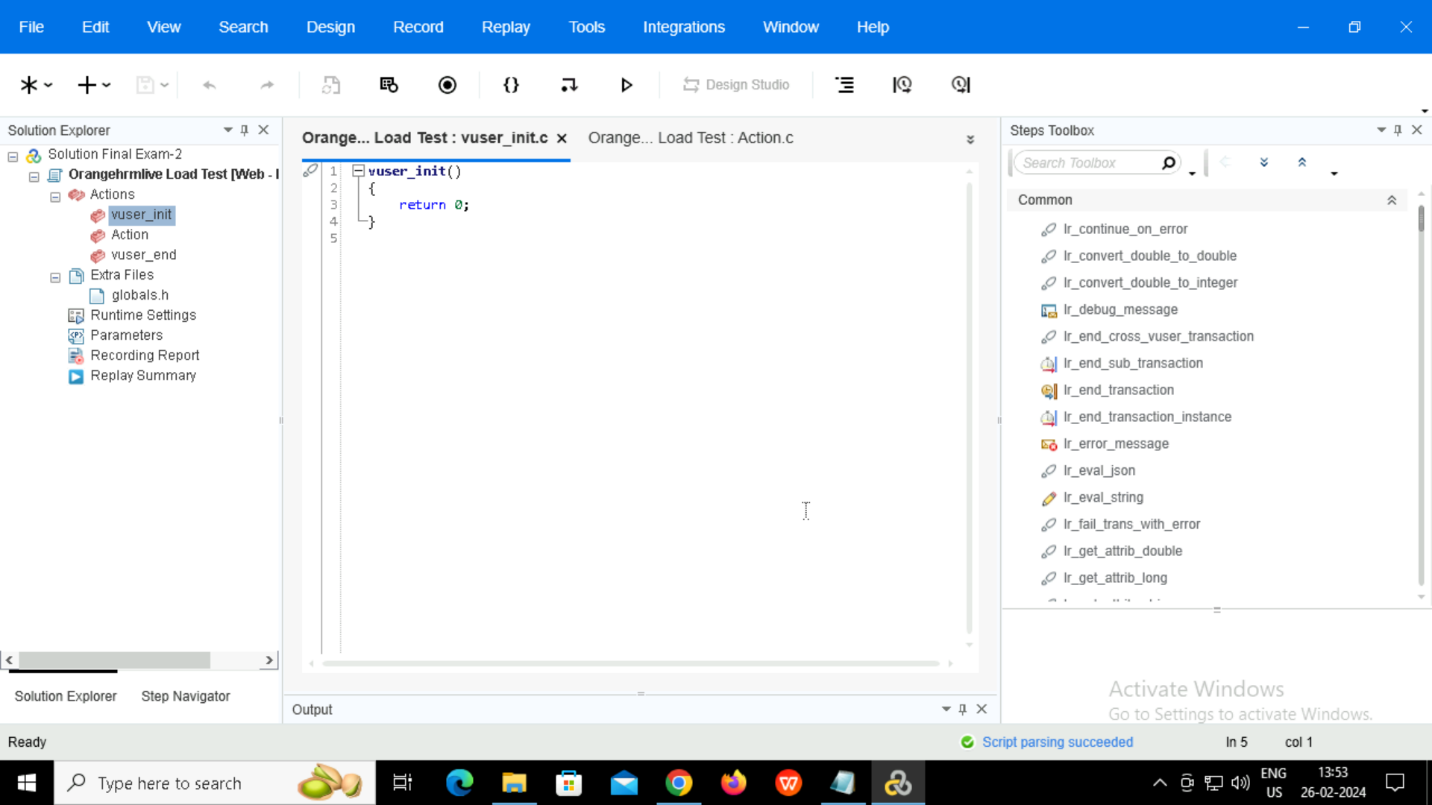 File Edit View Search Design Record Replay Tools Integrations Window Help
Design Studio
Solution Explorer
Solution Final Exam-2
Orangehrmlive Load Test [Web -
Actions
vuser_init
Action
vuser_end
Extra Files
globals.h
Runtime Settings
Parameters
Recording Report
Replay Summary
Solution Explorer Step Navigator
Orange... Load Test : vuser_init.c Orange... Load Test : Action.c
1 vuser_init()
2 {
3 return 0;
4 }
5
Output
Steps Toolbox
Search Toolbox
Common
lr_continue_on_error
lr_convert_double_to_double
lr_convert_double_to_integer
lr_debug_message
lr_end_cross_vuser_transaction
lr_end_sub_transaction
lr_end_transaction
lr_end_transaction_instance
lr_error_message
lr_eval_json
lr_eval_string
lr_fail_trans_with_error
lr_get_attrib_double
lr_get_attrib_long
Activate Windows
Go to Settings to activate Windows.
Ready Script parsing succeeded ln 5 col 1
Type here to search
ENG 13:53
US 26-02-2024